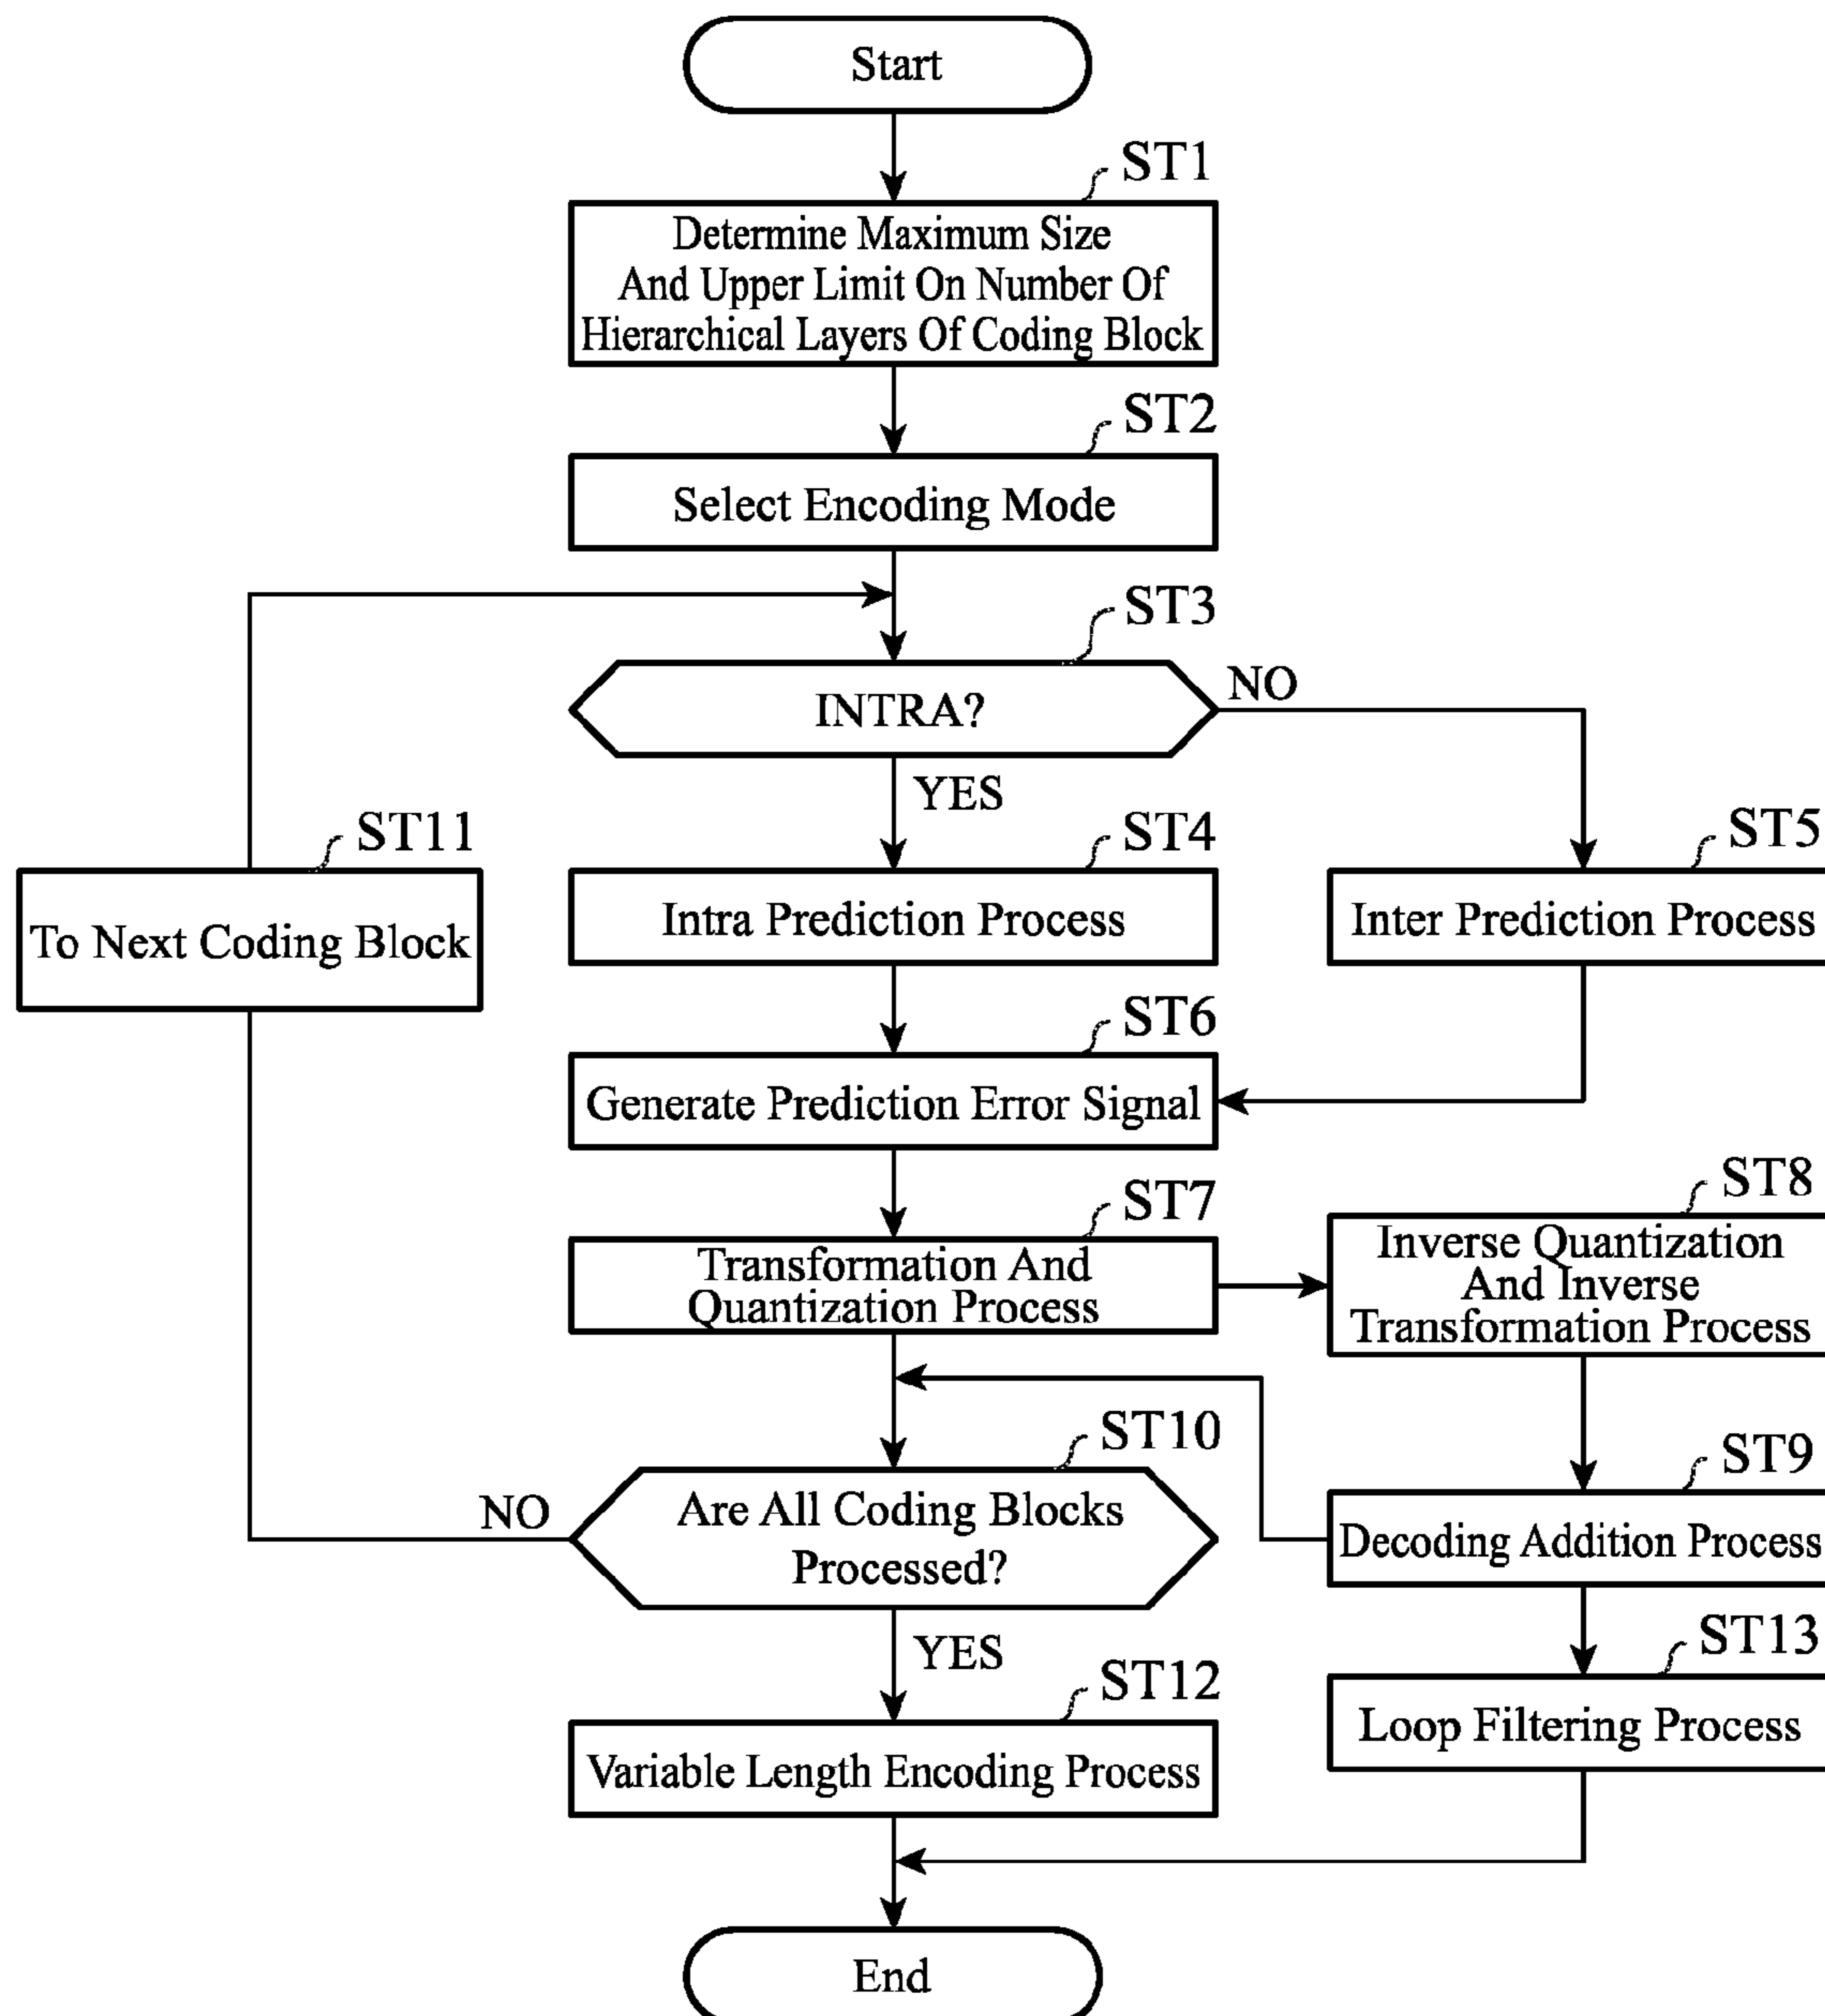 Start
ST1
Determine Maximum Size
And Upper Limit On Number Of
Hierarchical Layers Of Coding Block
ST2
Select Encoding Mode
ST3
INTRA?
NO
YES
ST11
To Next Coding Block
ST4
Intra Prediction Process
ST5
Inter Prediction Process
ST6
Generate Prediction Error Signal
ST7
Transformation And
Quantization Process
ST8
Inverse Quantization
And Inverse
Transformation Process
ST10
Are All Coding Blocks
Processed?
NO
YES
ST9
Decoding Addition Process
ST12
Variable Length Encoding Process
ST13
Loop Filtering Process
End